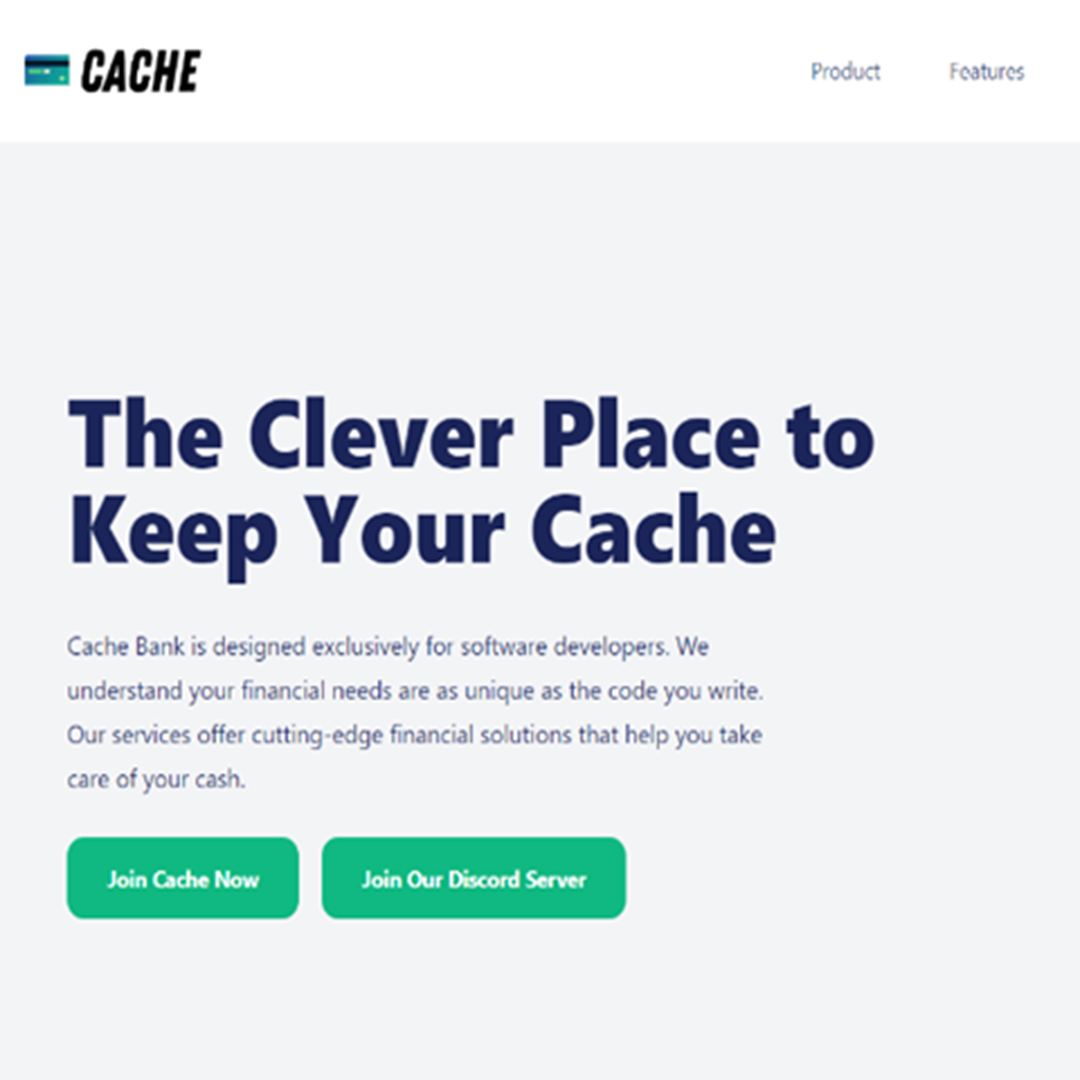 CACHE
Product Features
The Clever Place to
Keep Your Cache
Cache Bank is designed exclusively for software developers. We
understand your financial needs are as unique as the code you write.
Our services offer cutting-edge financial solutions that help you take
care of your cash.
Join Cache Now Join Our Discord Server